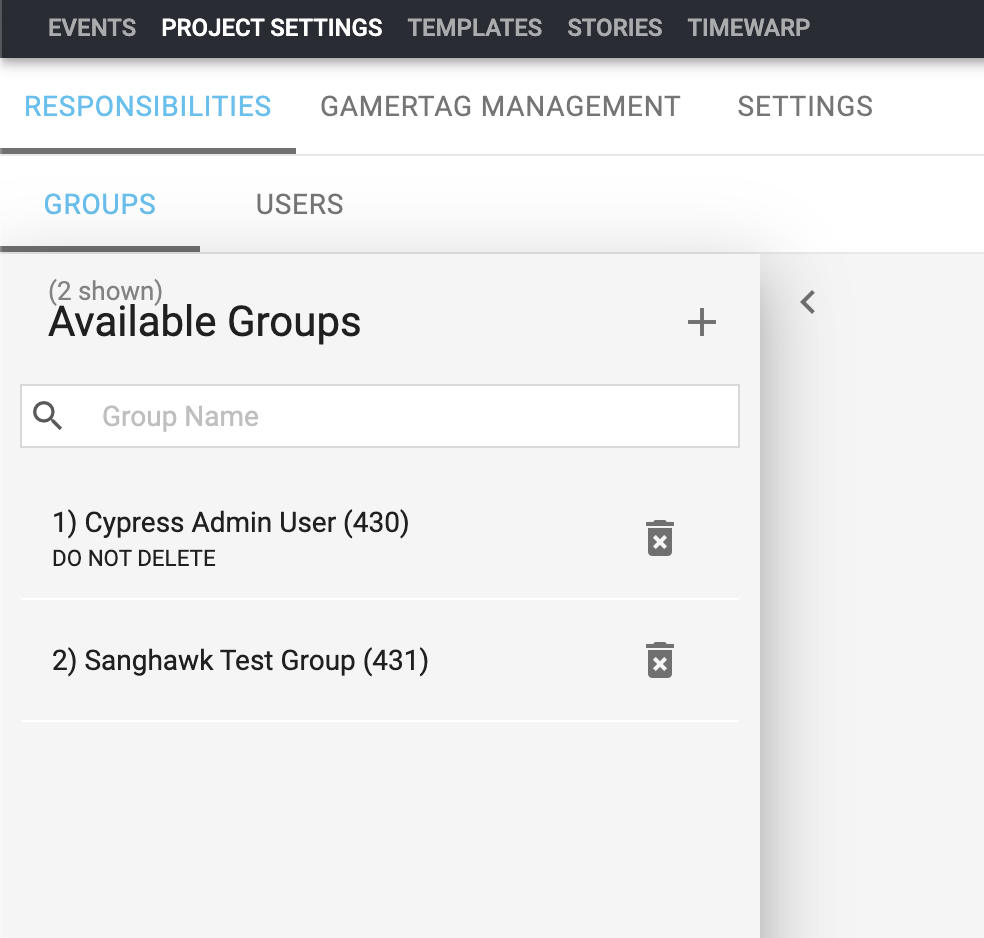 EVENTS PROJECT SETTINGS TEMPLATES STORIES TIMEWARP
RESPONSIBILITIES GAMERTAG MANAGEMENT SETTINGS
GROUPS USERS
(2 shown)
Available Groups
Group Name
1) Cypress Admin User (430)
DO NOT DELETE
2) Sanghawk Test Group (431)